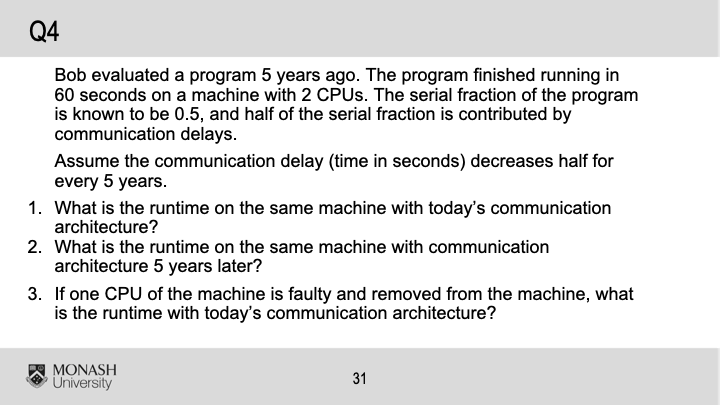 Q4
Bob evaluated a program 5 years ago. The program finished running in
60 seconds on a machine with 2 CPUs. The serial fraction of the program
is known to be 0.5, and half of the serial fraction is contributed by
communication delays.
Assume the communication delay (time in seconds) decreases half for
every 5 years.
1. What is the runtime on the same machine with today’s communication
architecture?
2. What is the runtime on the same machine with communication
architecture 5 years later?
3. If one CPU of the machine is faulty and removed from the machine, what
is the runtime with today’s communication architecture?
MONASH
University
31